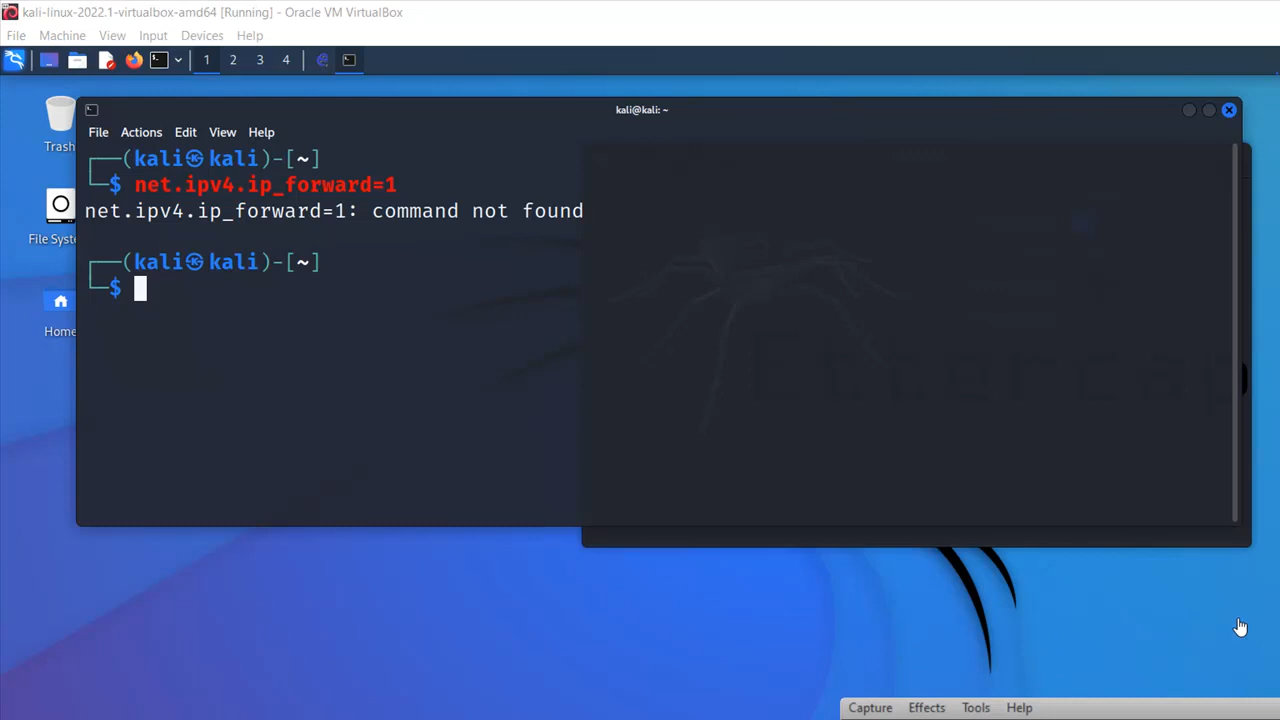 kali-linux-2022.1-virtualbox-amd64 [Running] - Oracle VM VirtualBox
File Machine View Input Devices Help
1 2 3 4
kali@kali: ~
File Actions Edit View Help
Trash
File Syste
Home
┌──(kali㉿kali)-[~]
└─$ net.ipv4.ip_forward=1
net.ipv4.ip_forward=1: command not found
┌──(kali㉿kali)-[~]
└─$
Ettercap
Capture Effects Tools Help